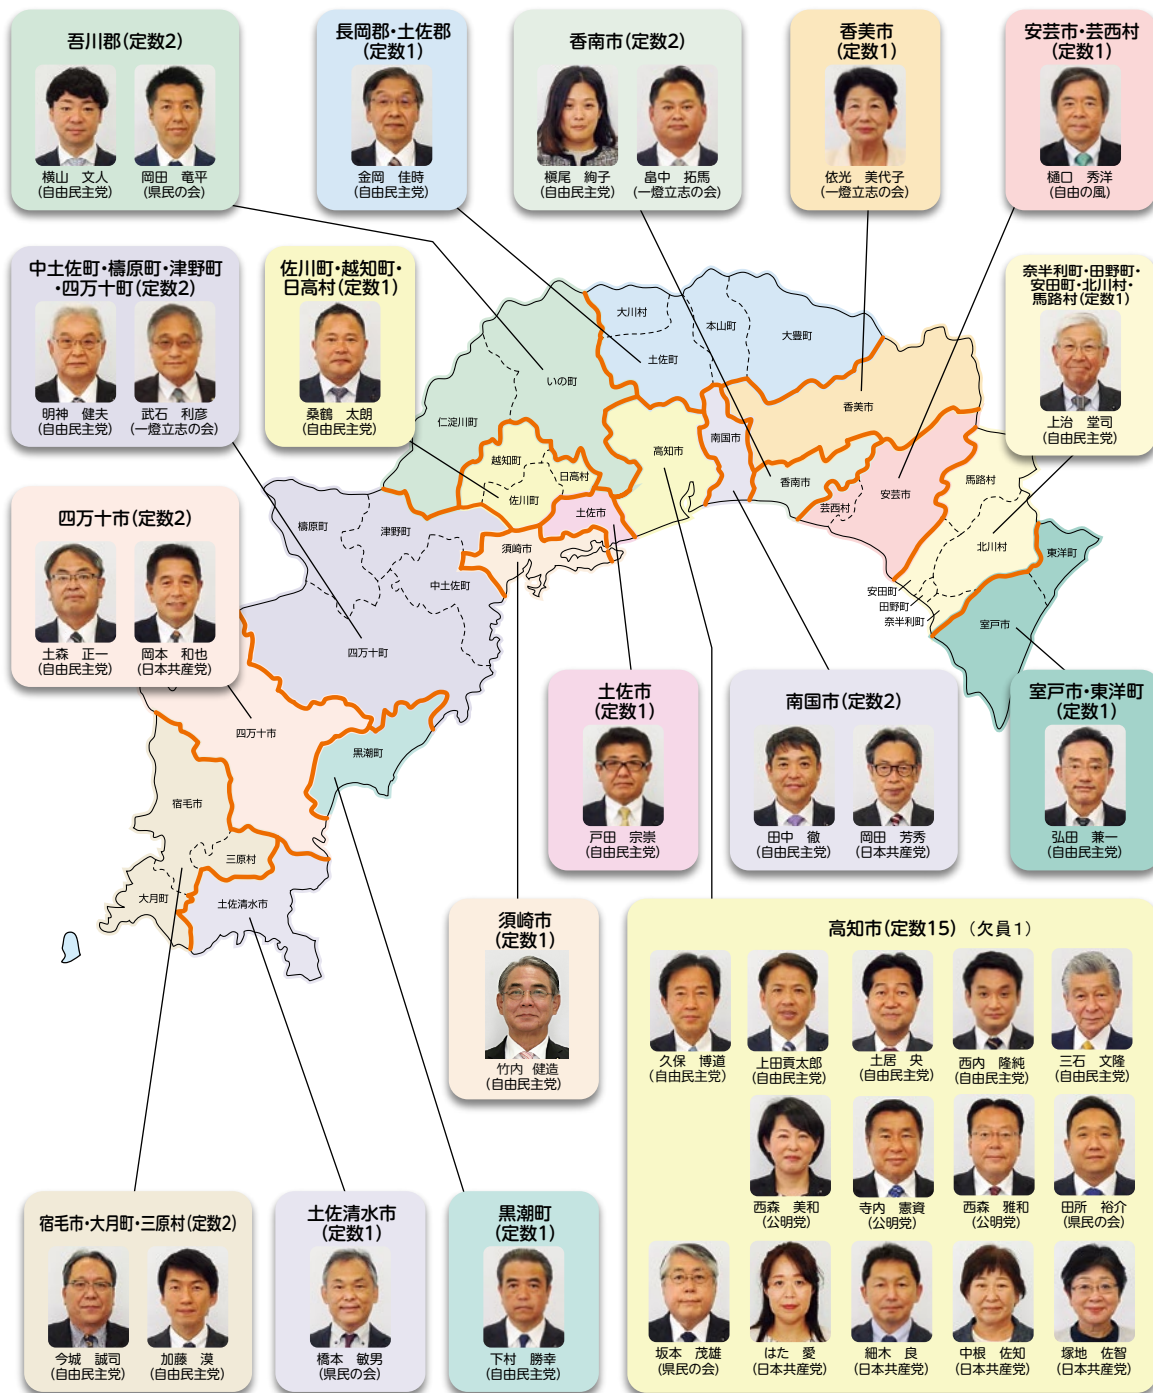 吾川郡(定数2)
横山 文人
(自由民主党)
岡田 竜平
(県民の会)
長岡郡・土佐郡
(定数1)
金岡 佳時
(自由民主党)
香南市(定数2)
槇尾 絢子
(自由民主党)
畠中 拓馬
(一燈立志の会)
香美市
(定数1)
依光 美代子
(一燈立志の会)
安芸市・芸西村
(定数1)
樋口 秀洋
(自由の風)
中土佐町・檮原町・津野町
・四万十町(定数2)
明神 健夫
(自由民主党)
武石 利彦
(一燈立志の会)
佐川町・越知町・
日高村(定数1)
桑鶴 太朗
(自由民主党)
奈半利町・田野町・
安田町・北川村・
馬路村(定数1)
上治 堂司
(自由民主党)
四万十市(定数2)
土森 正一
(自由民主党)
岡本 和也
(日本共産党)
大川村
本山町
大豊町
土佐町
いの町
仁淀川町
香美市
高知市
南国市
越知町
日高村
佐川町
土佐市
香南市
芸西村
安芸市
馬路村
北川村
東洋町
安田町
田野町
奈半利町
室戸市
檮原町
津野町
須崎市
中土佐町
四万十町
四万十市
黒潮町
宿毛市
三原村
大月町
土佐清水市
土佐市
(定数1)
戸田 宗崇
(自由民主党)
南国市(定数2)
田中 徹
(自由民主党)
岡田 芳秀
(日本共産党)
室戸市・東洋町
(定数1)
弘田 兼一
(自由民主党)
須崎市
(定数1)
竹内 健造
(自由民主党)
高知市(定数15)(欠員1)
久保 博道
(自由民主党)
上田貢太郎
(自由民主党)
土居 央
(自由民主党)
西内 隆純
(自由民主党)
三石 文隆
(自由民主党)
西森 美和
(公明党)
寺内 憲資
(公明党)
西森 雅和
(公明党)
田所 裕介
(県民の会)
坂本 茂雄
(県民の会)
はた 愛
(日本共産党)
細木 良
(日本共産党)
中根 佐知
(日本共産党)
塚地 佐智
(日本共産党)
宿毛市・大月町・三原村(定数2)
今城 誠司
(自由民主党)
加藤 漠
(自由民主党)
土佐清水市
(定数1)
橋本 敏男
(県民の会)
黒潮町
(定数1)
下村 勝幸
(自由民主党)